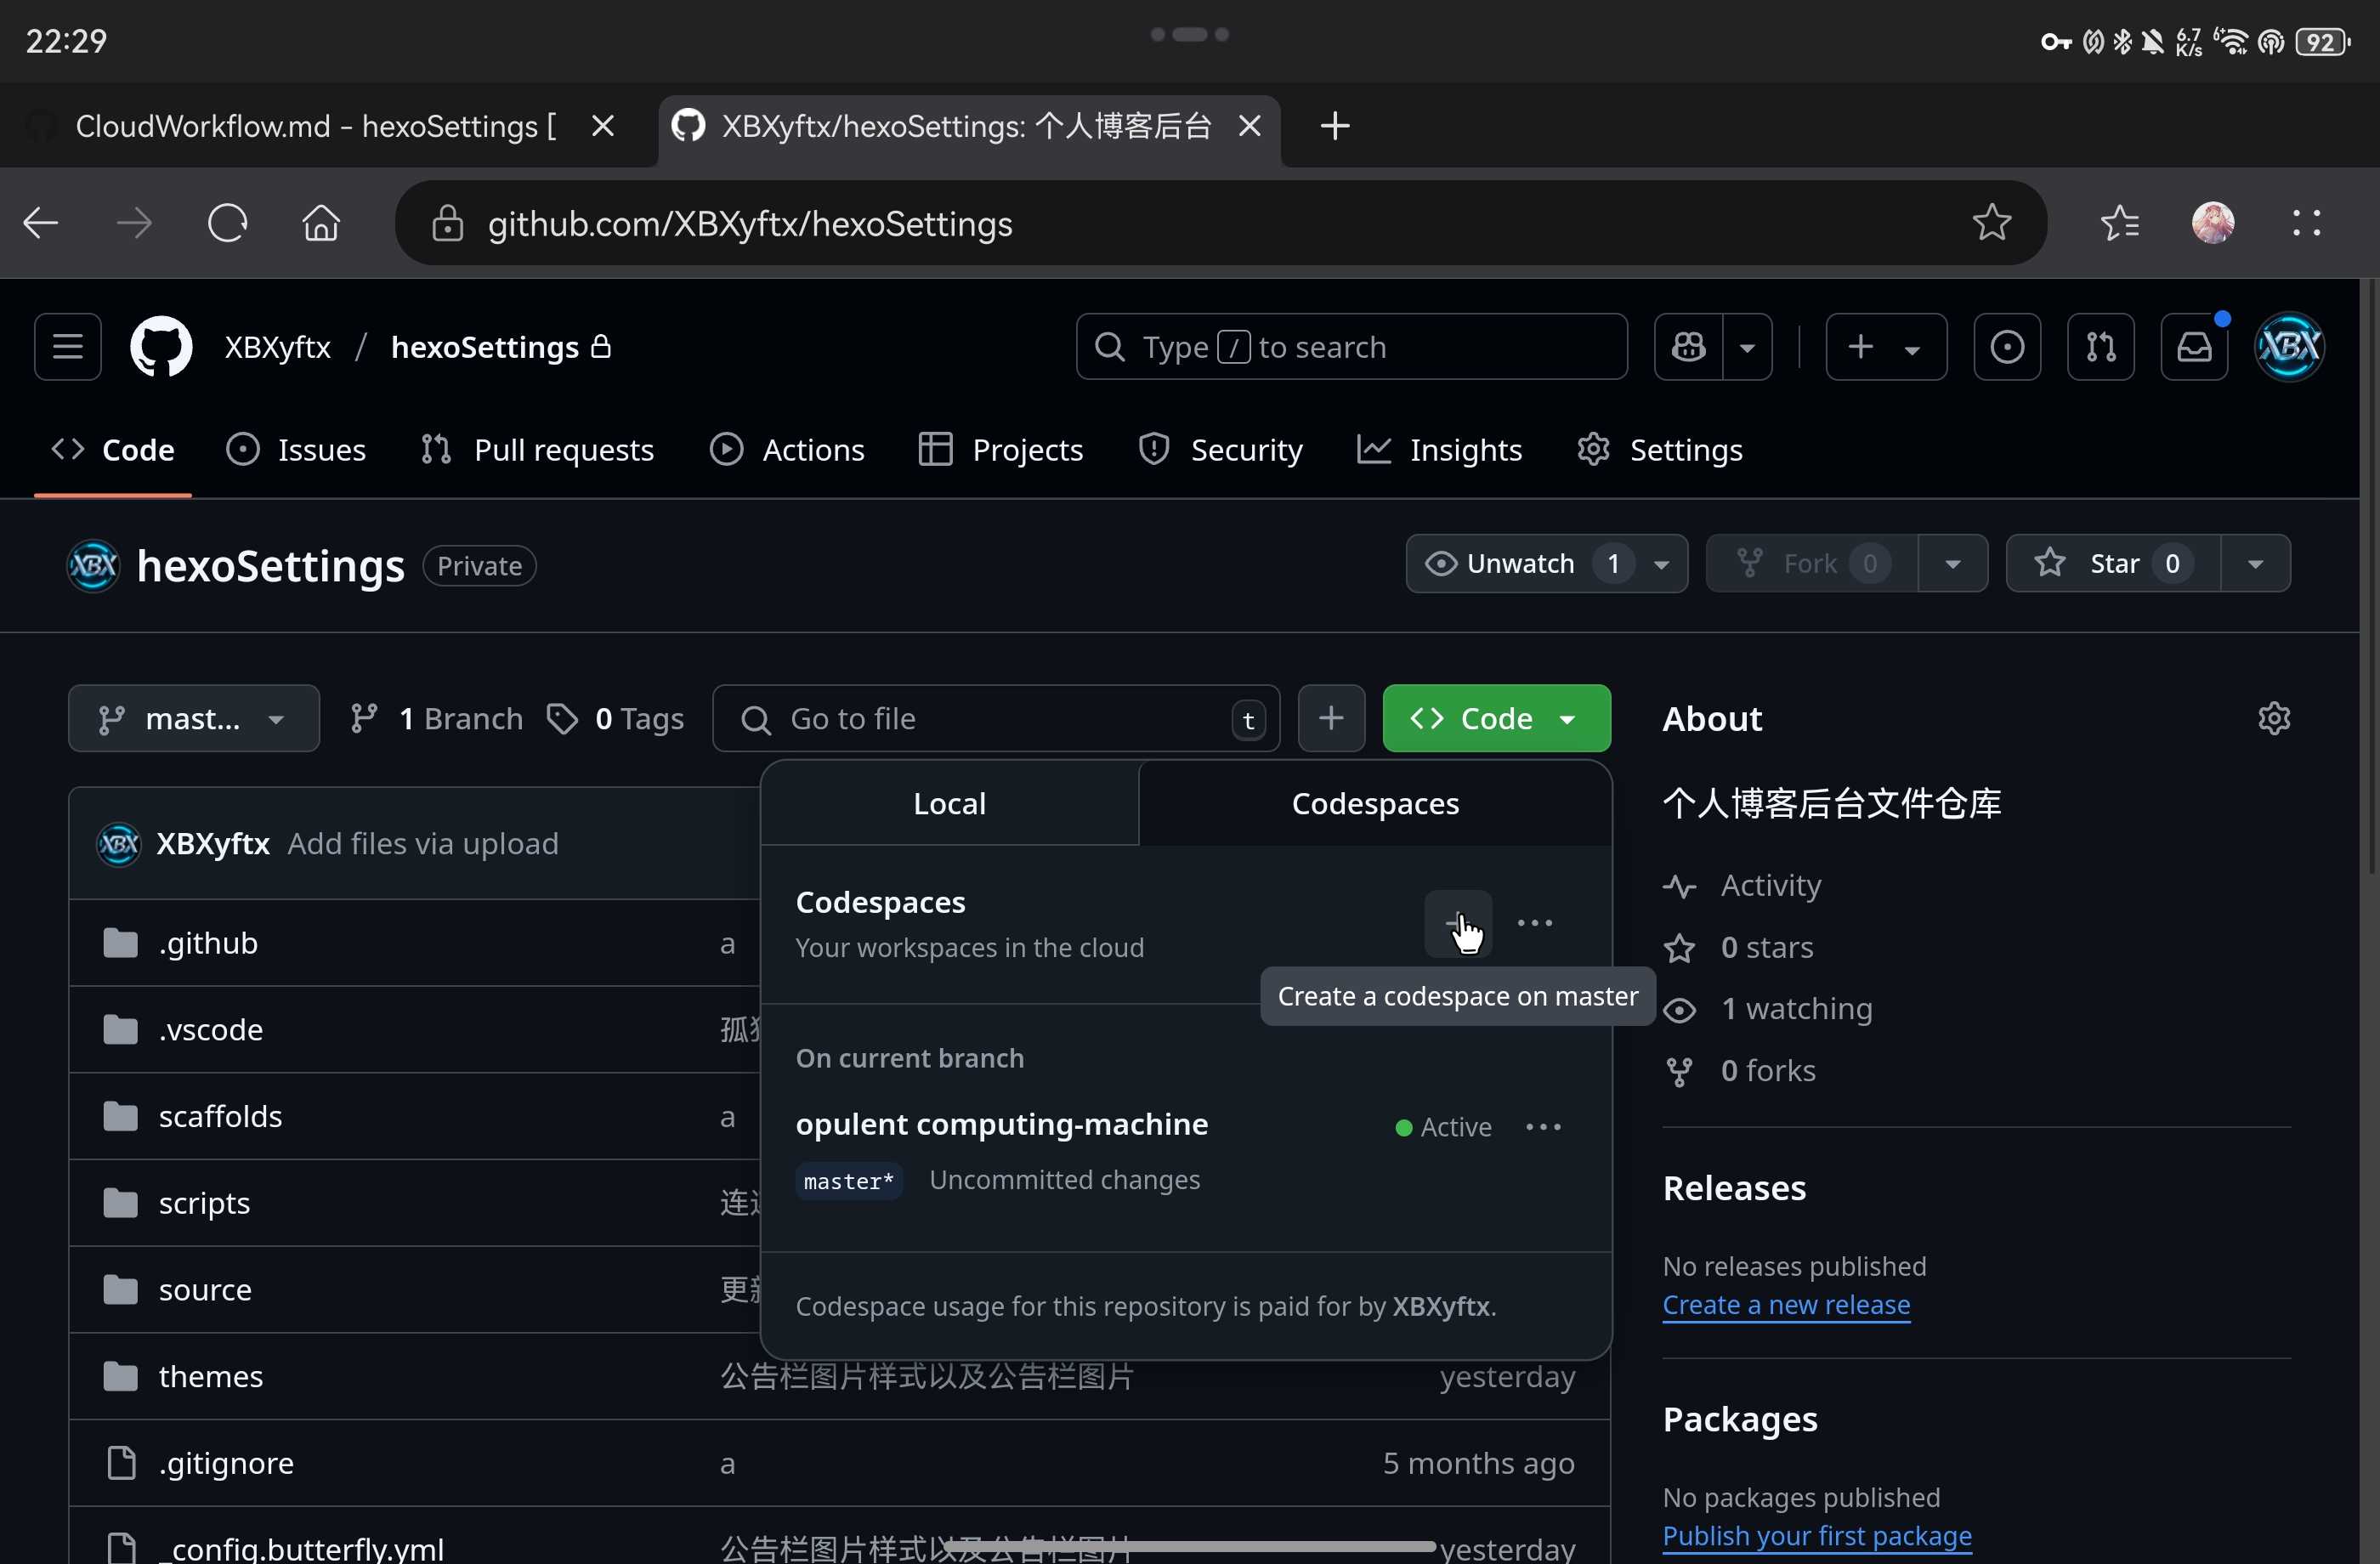 22:29
6.7 K/s
92
CloudWorkflow.md - hexoSettings [
XBXyftx/hexoSettings: 个人博客后台
github.com/XBXyftx/hexoSettings
XBXyftx / hexoSettings
Type / to search
Code
Issues
Pull requests
Actions
Projects
Security
Insights
Settings
hexoSettings
Private
Unwatch 1
Fork 0
Star 0
mast...
1 Branch
0 Tags
Go to file
t
Code
About
Local
Codespaces
个人博客后台文件仓库
XBXyftx Add files via upload
Activity
Codespaces
Your workspaces in the cloud
.github
a
0 stars
Create a codespace on master
1 watching
.vscode
On current branch
0 forks
scaffolds
a
opulent computing-machine
Active
master*
Uncommitted changes
Releases
scripts
source
No releases published
Create a new release
Codespace usage for this repository is paid for by XBXyftx.
themes
公告栏图片样式以及公告栏图片
yesterday
Packages
.gitignore
a
5 months ago
No packages published
Publish your first package
_config.butterfly.yml
公告栏图片样式以及公告栏图片
yesterday